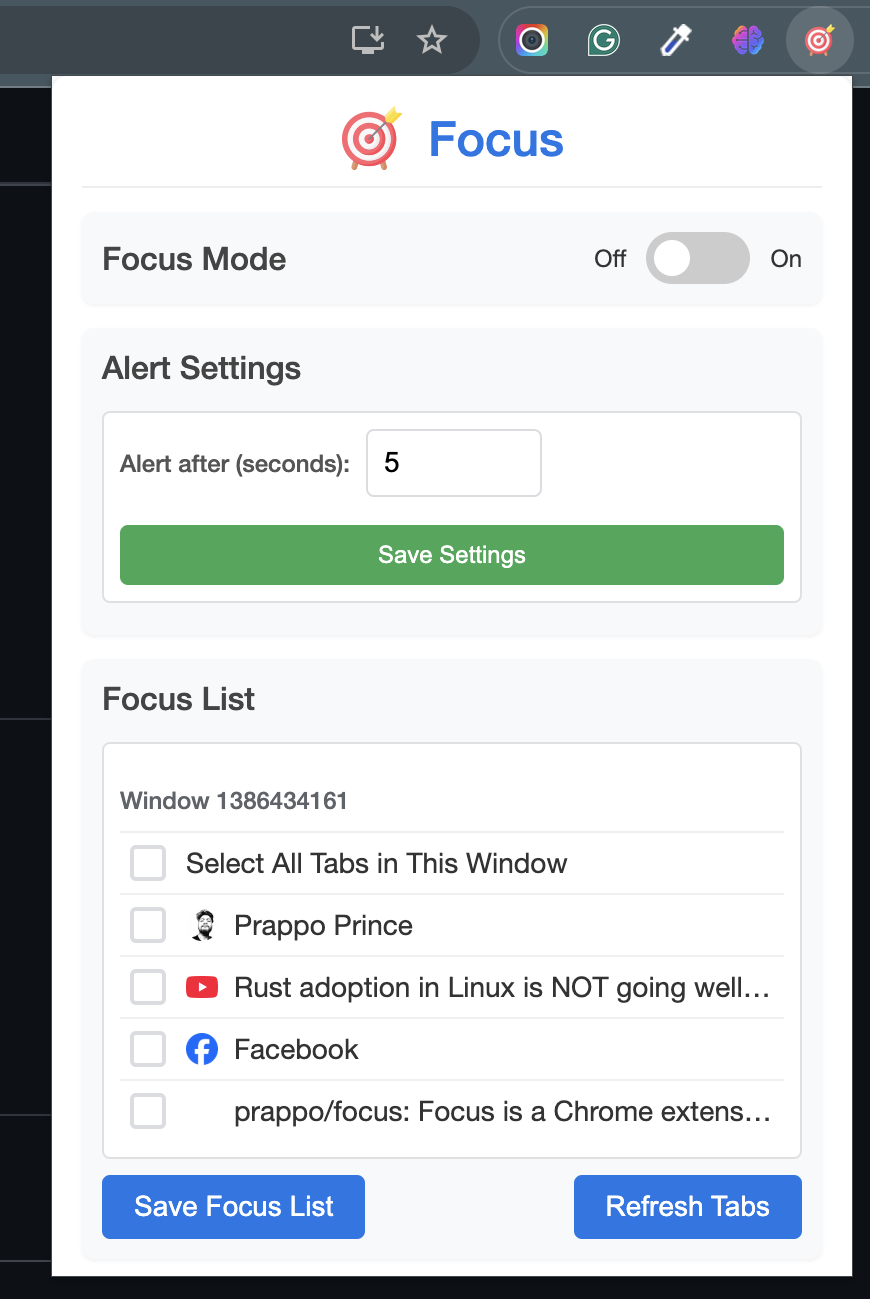 Focus
Focus Mode
Off
On
Alert Settings
Alert after (seconds):
5
Save Settings
Focus List
Window 1386434161
Select All Tabs in This Window
Prappo Prince
Rust adoption in Linux is NOT going well...
Facebook
prappo/focus: Focus is a Chrome extens...
Save Focus List
Refresh Tabs